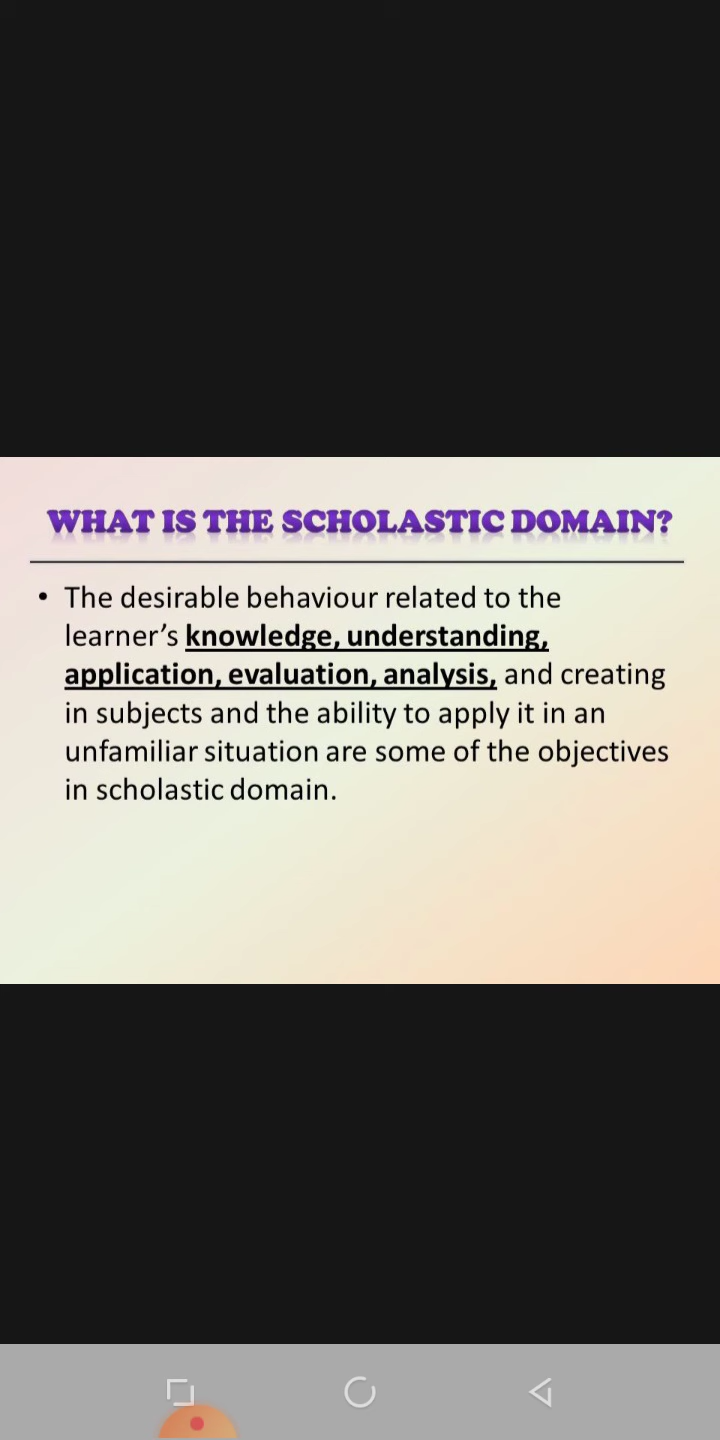 WHAT IS THE SCHOLASTIC DOMAIN?
• The desirable behaviour related to the
learner’s knowledge, understanding,
application, evaluation, analysis, and creating
in subjects and the ability to apply it in an
unfamiliar situation are some of the objectives
in scholastic domain.